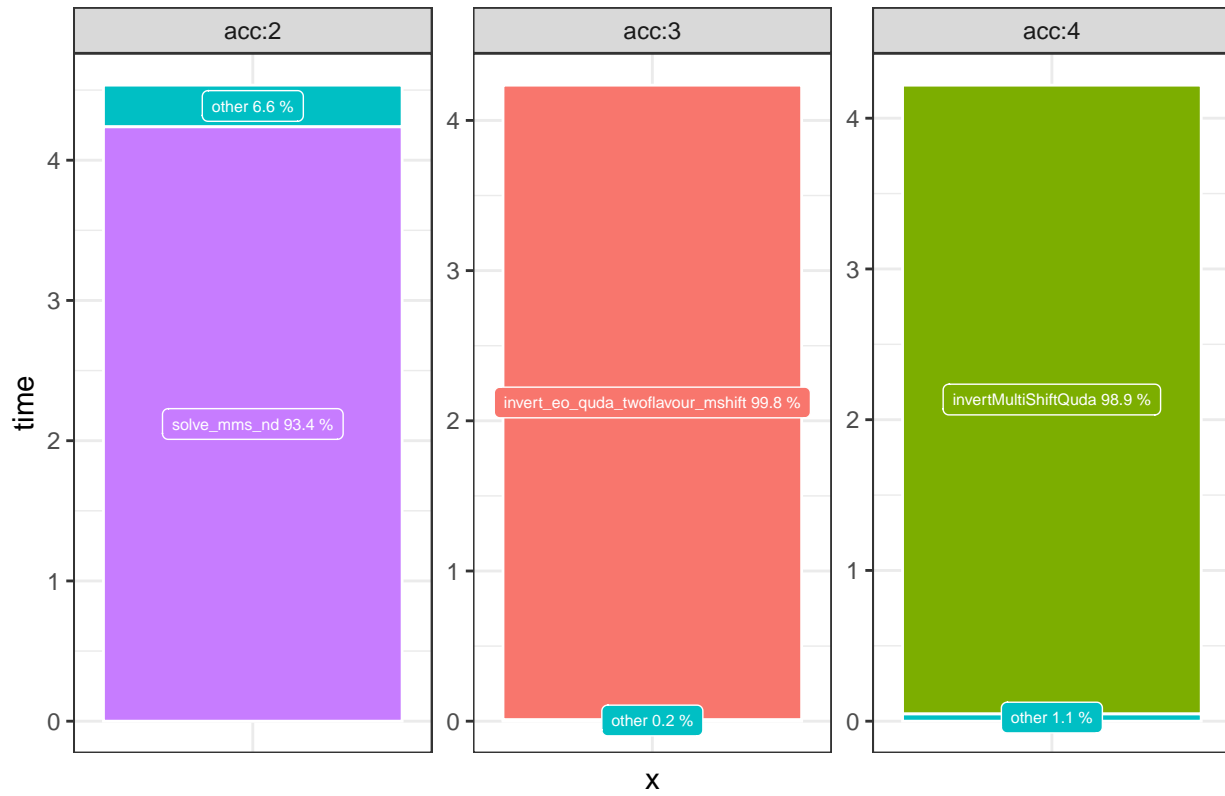 acc:2
acc:3
acc:4
time
4
3
2
1
0
other 6.6 %
solve_mms_nd 93.4 %
4
3
2
1
0
invert_eo_quda_twoflavour_mshift 99.8 %
other 0.2 %
4
3
2
1
0
invertMultiShiftQuda 98.9 %
other 1.1 %
x